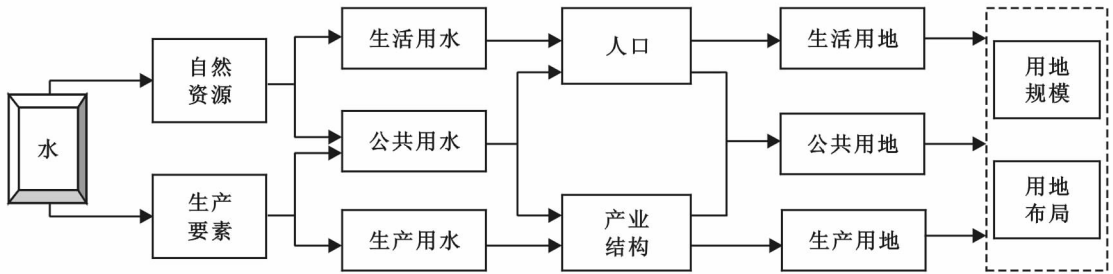 水
自然
资源
生产
要素
生活用水
公共用水
生产用水
人口
产业
结构
生活用地
公共用地
生产用地
用地
规模
用地
布局